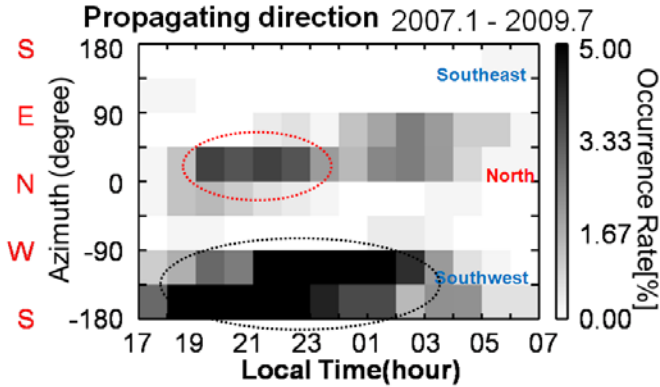 Propagating direction 2007.1 - 2009.7
S 180 5.00
Southeast
E 90 3.33
N 0 North
W -90 1.67
Southwest
S -180 0.00
Azimuth (degree)
Occurrence Rate[%]
17 19 21 23 01 03 05 07
Local Time(hour)